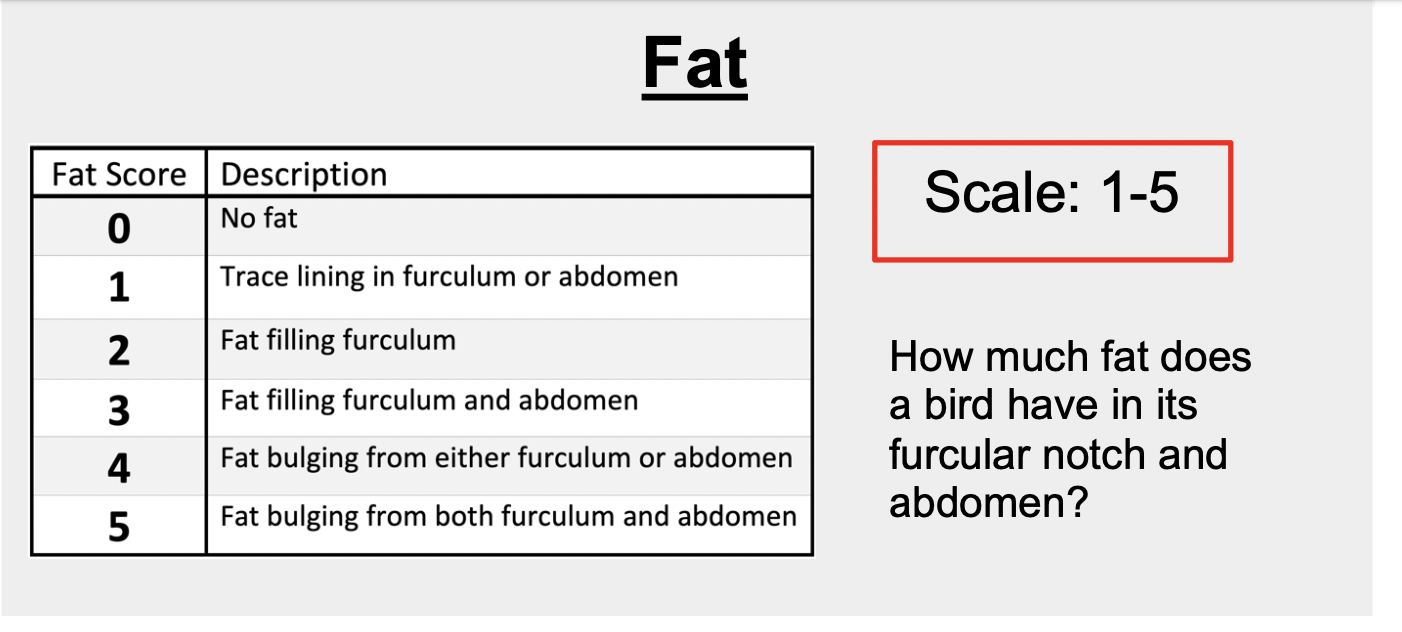 Fat
Fat Score Description
0 No fat
1 Trace lining in furculum or abdomen
2 Fat filling furculum
3 Fat filling furculum and abdomen
4 Fat bulging from either furculum or abdomen
5 Fat bulging from both furculum and abdomen
Scale: 1-5
How much fat does
a bird have in its
furcular notch and
abdomen?